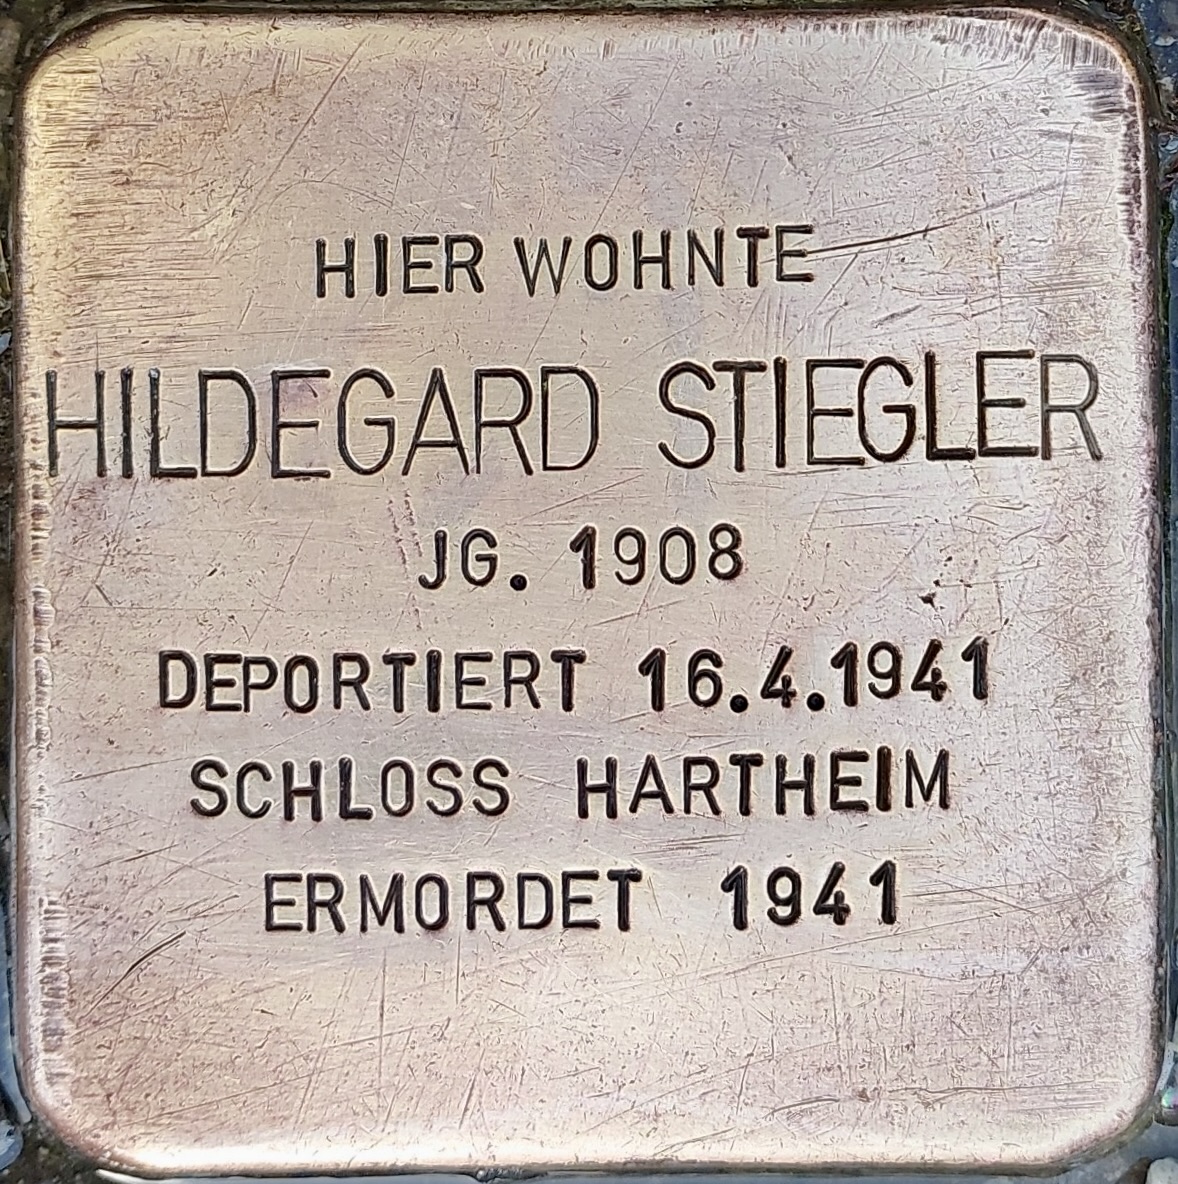 HIER WOHNTE
HILDEGARD STIEGLER
JG. 1908
DEPORTIERT 16.4.1941
SCHLOSS HARTHEIM
ERMORDET 1941